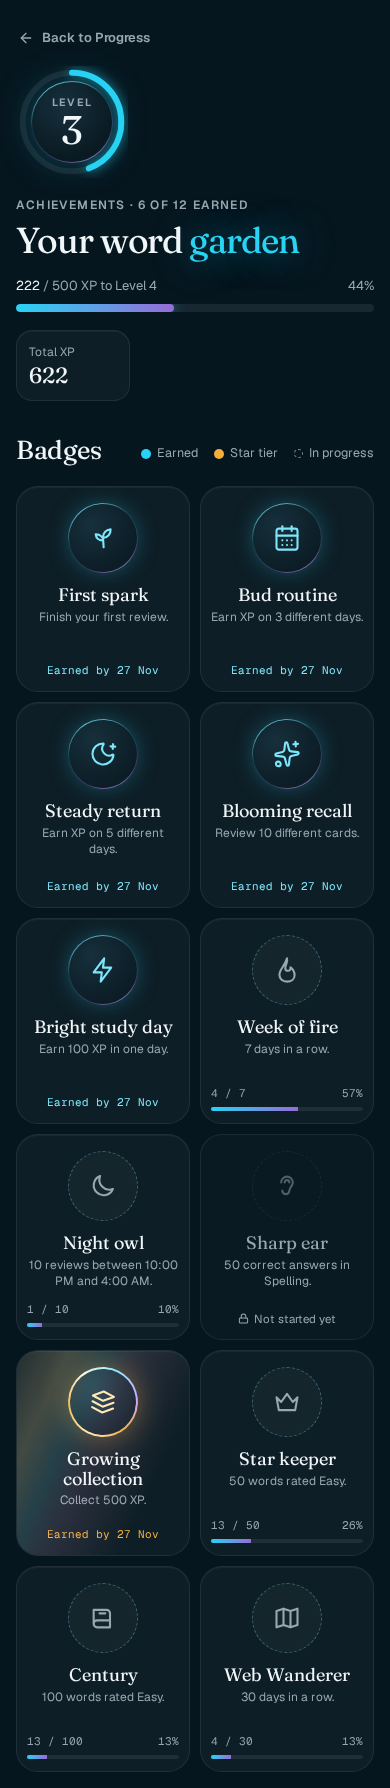 Back to Progress
LEVEL
3
ACHIEVEMENTS · 6 OF 12 EARNED
Your word garden
222 / 500 XP to Level 4
44%
Total XP
622
Badges
Earned
Star tier
In progress
First spark
Finish your first review.
Earned by 27 Nov
Bud routine
Earn XP on 3 different days.
Earned by 27 Nov
Steady return
Earn XP on 5 different
days.
Earned by 27 Nov
Blooming recall
Review 10 different cards.
Earned by 27 Nov
Bright study day
Earn 100 XP in one day.
Earned by 27 Nov
Week of fire
7 days in a row.
4 / 7
57%
Night owl
10 reviews between 10:00
PM and 4:00 AM.
1 / 10
10%
Sharp ear
50 correct answers in
Spelling.
Not started yet
Growing
collection
Collect 500 XP.
Earned by 27 Nov
Star keeper
50 words rated Easy.
13 / 50
26%
Century
100 words rated Easy.
13 / 100
13%
Web Wanderer
30 days in a row.
4 / 30
13%